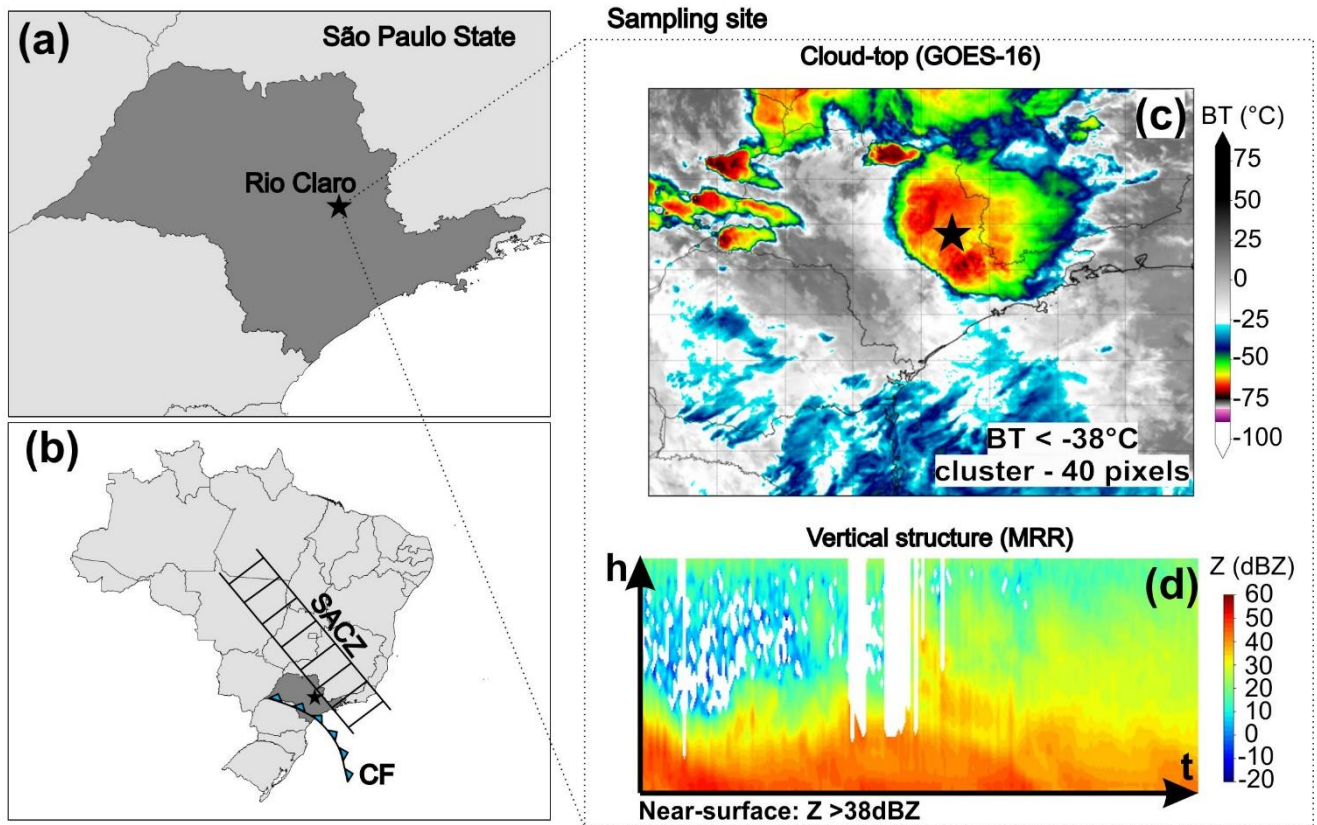 (a)
São Paulo State
Rio Claro
(b)
SACZ
CF
Sampling site
Cloud-top (GOES-16)
(c)
BT (°C)
75
50
25
0
-25
-50
-75
-100
BT < -38°C
cluster - 40 pixels
Vertical structure (MRR)
h
(d)
t
Z (dBZ)
60
50
40
30
20
10
0
-10
-20
Near-surface: Z >38dBZ